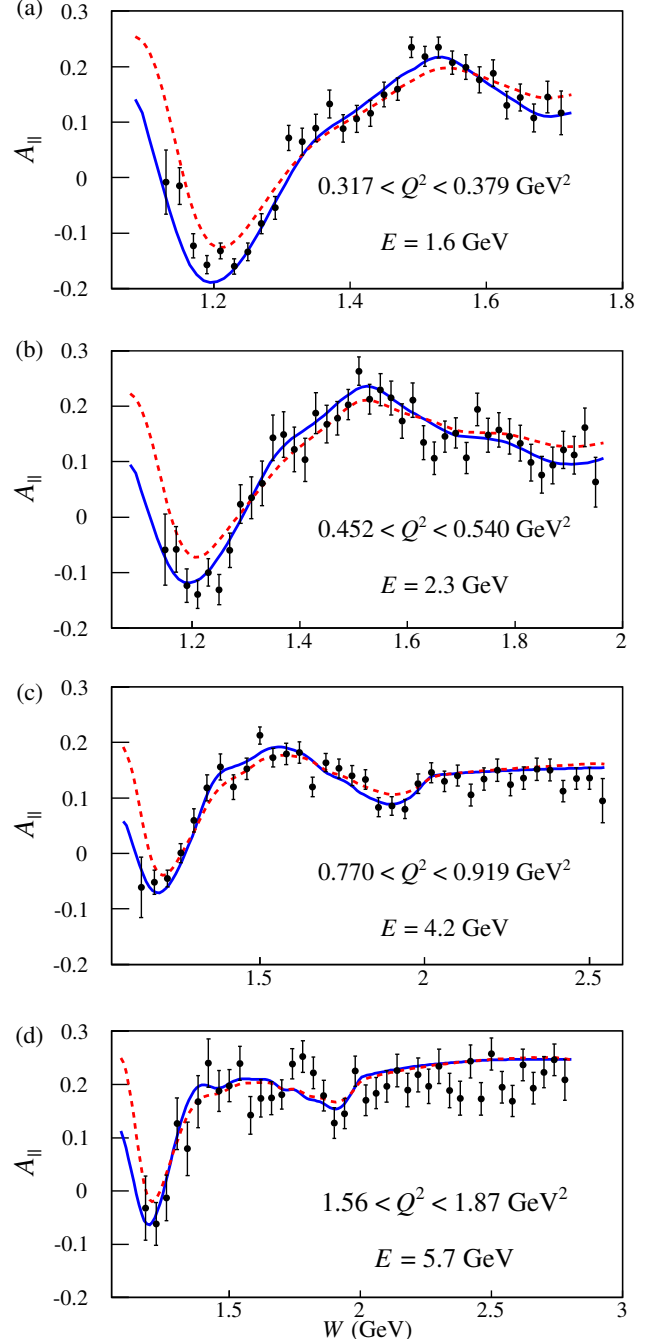 (a)
0.3
0.2
0.1
0
-0.1
-0.2
A∥
0.317 < Q² < 0.379 GeV²
E = 1.6 GeV
1.2 1.4 1.6 1.8
(b)
0.3
0.2
0.1
0
-0.1
-0.2
A∥
0.452 < Q² < 0.540 GeV²
E = 2.3 GeV
1.2 1.4 1.6 1.8 2
(c)
0.3
0.2
0.1
0
-0.1
-0.2
A∥
0.770 < Q² < 0.919 GeV²
E = 4.2 GeV
1.5 2 2.5
(d)
0.3
0.2
0.1
0
-0.1
-0.2
A∥
1.56 < Q² < 1.87 GeV²
E = 5.7 GeV
1.5 2 2.5 3
W (GeV)